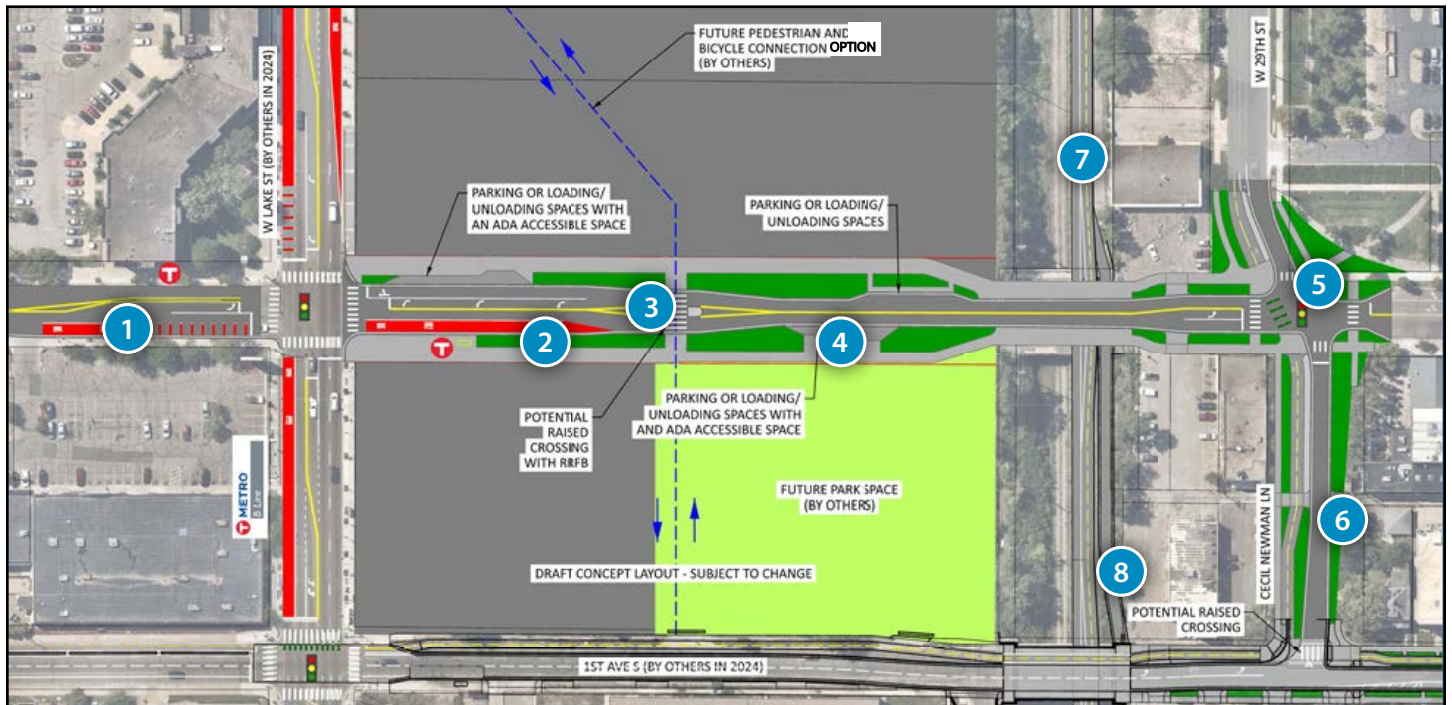 FUTURE PEDESTRIAN AND
BICYCLE CONNECTION OPTION
(BY OTHERS)
W LAKE ST (BY OTHERS IN 2024)
W 29TH ST
7
PARKING OR LOADING/
UNLOADING SPACES WITH
AN ADA ACCESSIBLE SPACE
PARKING OR LOADING/
UNLOADING SPACES
T
5
1
3
2
4
T
POTENTIAL
RAISED
CROSSING
WITH RRFB
PARKING OR LOADING/
UNLOADING SPACES WITH
AND ADA ACCESSIBLE SPACE
T METRO
B Line
FUTURE PARK SPACE
(BY OTHERS)
6
CECIL NEWMAN LN
DRAFT CONCEPT LAYOUT - SUBJECT TO CHANGE
8
POTENTIAL RAISED
CROSSING
1ST AVE S (BY OTHERS IN 2024)